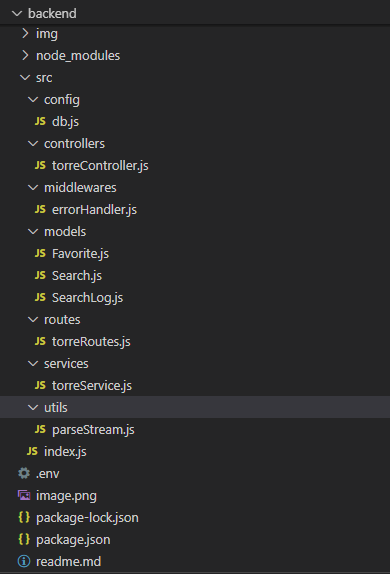 backend
img
node_modules
src
config
JS db.js
controllers
JS torreController.js
middlewares
JS errorHandler.js
models
JS Favorite.js
JS Search.js
JS SearchLog.js
routes
JS torreRoutes.js
services
JS torreService.js
utils
JS parseStream.js
JS index.js
.env
image.png
{} package-lock.json
{} package.json
readme.md